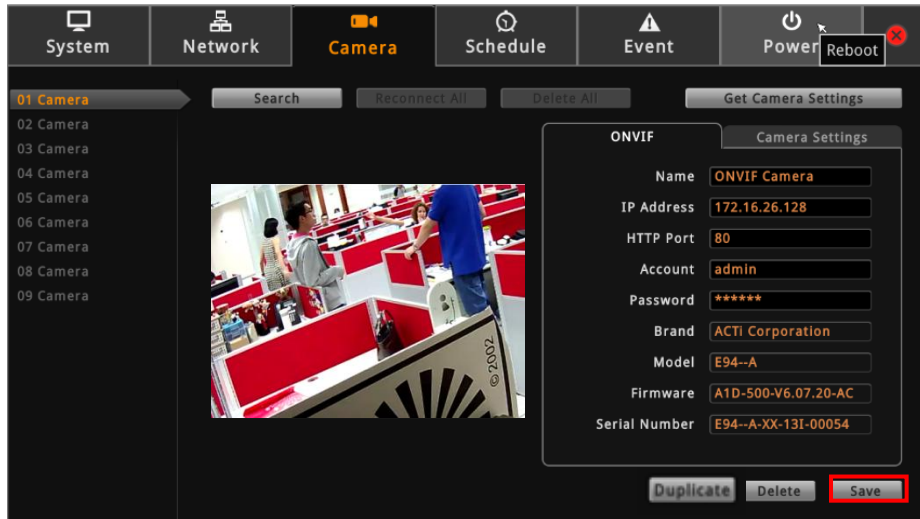 System Network Camera Schedule Event Power
Reboot
01 Camera
02 Camera
03 Camera
04 Camera
05 Camera
06 Camera
07 Camera
08 Camera
09 Camera
Search Reconnect All Delete All Get Camera Settings
ONVIF Camera Settings
Name ONVIF Camera
IP Address 172.16.26.128
HTTP Port 80
Account admin
Password ******
Brand ACTi Corporation
Model E94--A
Firmware A1D-500-V6.07.20-AC
Serial Number E94--A-XX-13I-00054
© 2002
Duplicate Delete Save